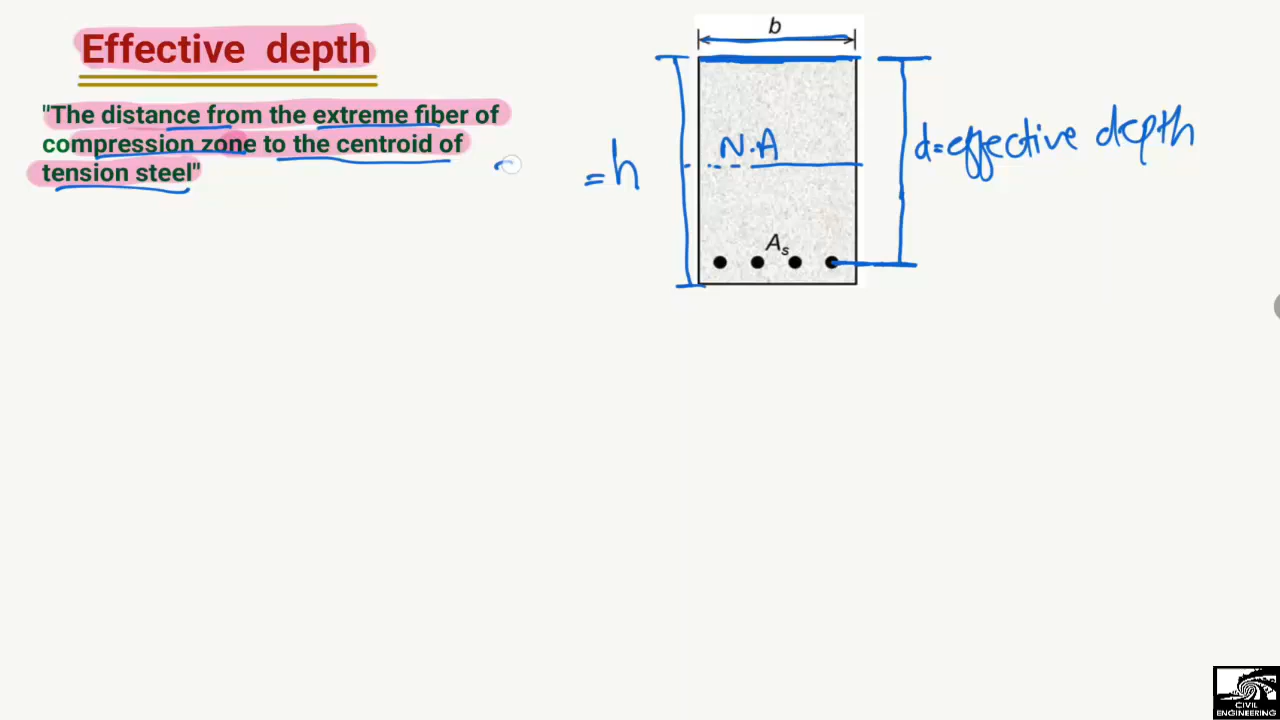 Effective depth
"The distance from the extreme fiber of
compression zone to the centroid of
tension steel"
b
N.A
= h
d=effective depth
As
CIVIL
ENGINEERING